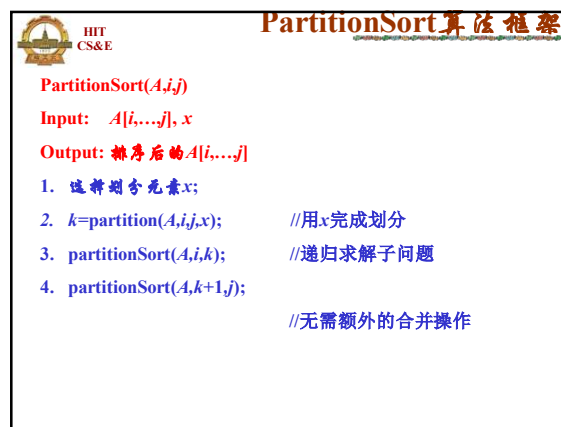 HIT
CS&E
PartitionSort算法框架
PartitionSort(A,i,j)
Input: A[i,…,j], x
Output: 排序后的A[i,…,j]
1. 选择划分元素x;
2. k=partition(A,i,j,x); //用x完成划分
3. partitionSort(A,i,k); //递归求解子问题
4. partitionSort(A,k+1,j);
//无需额外的合并操作